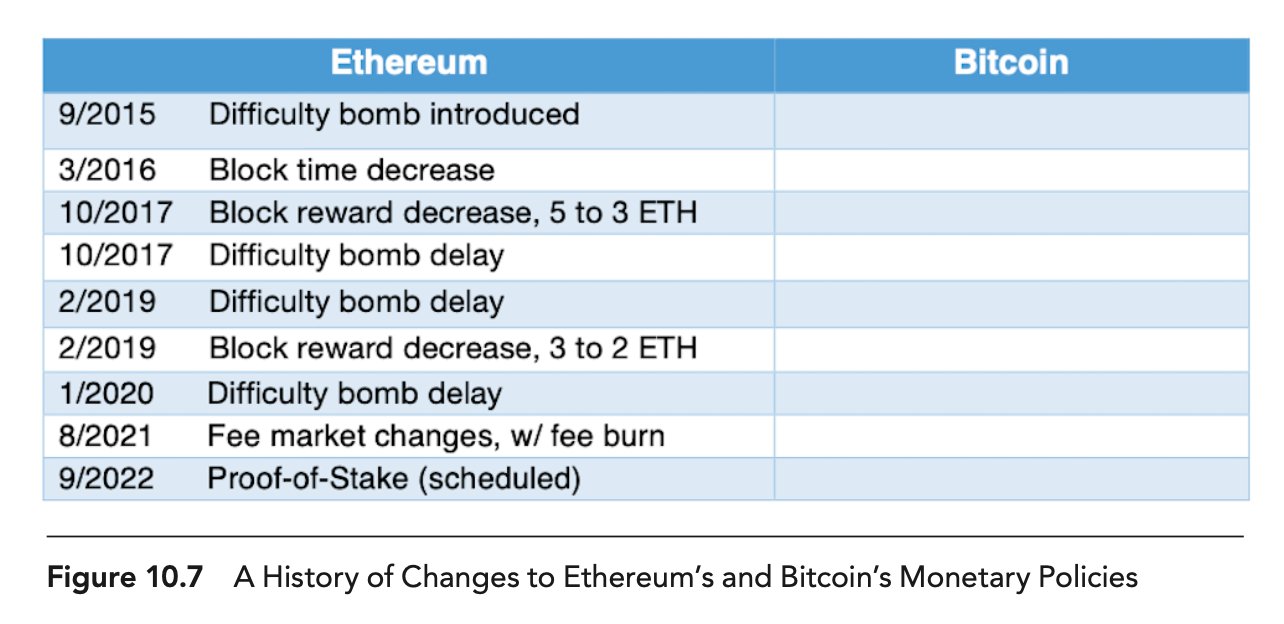 Ethereum Bitcoin
9/2015 Difficulty bomb introduced
3/2016 Block time decrease
10/2017 Block reward decrease, 5 to 3 ETH
10/2017 Difficulty bomb delay
2/2019 Difficulty bomb delay
2/2019 Block reward decrease, 3 to 2 ETH
1/2020 Difficulty bomb delay
8/2021 Fee market changes, w/ fee burn
9/2022 Proof-of-Stake (scheduled)
Figure 10.7 A History of Changes to Ethereum’s and Bitcoin’s Monetary Policies